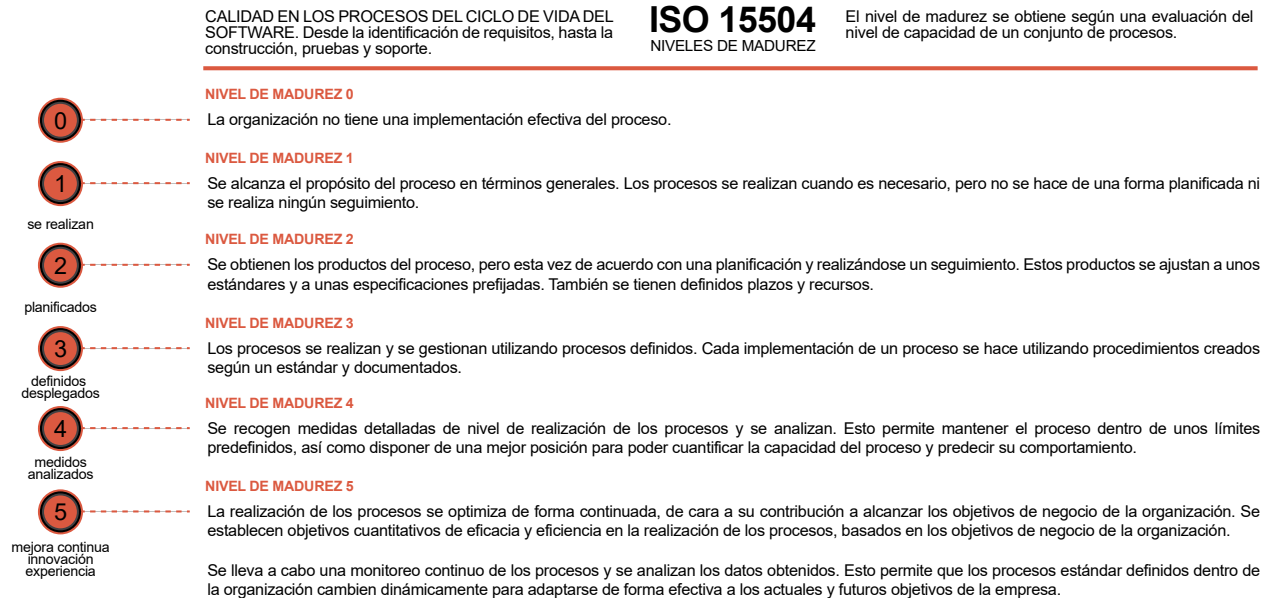 CALIDAD EN LOS PROCESOS DEL CICLO DE VIDA DEL
SOFTWARE. Desde la identificación de requisitos, hasta la
construcción, pruebas y soporte.
ISO 15504
NIVELES DE MADUREZ
El nivel de madurez se obtiene según una evaluación del
nivel de capacidad de un conjunto de procesos.
NIVEL DE MADUREZ 0
0
La organización no tiene una implementación efectiva del proceso.
NIVEL DE MADUREZ 1
1
Se alcanza el propósito del proceso en términos generales. Los procesos se realizan cuando es necesario, pero no se hace de una forma planificada ni
se realiza ningún seguimiento.
se realizan
NIVEL DE MADUREZ 2
2
Se obtienen los productos del proceso, pero esta vez de acuerdo con una planificación y realizándose un seguimiento. Estos productos se ajustan a unos
estándares y a unas especificaciones prefijadas. También se tienen definidos plazos y recursos.
planificados
NIVEL DE MADUREZ 3
3
Los procesos se realizan y se gestionan utilizando procesos definidos. Cada implementación de un proceso se hace utilizando procedimientos creados
según un estándar y documentados.
definidos
desplegados
NIVEL DE MADUREZ 4
4
Se recogen medidas detalladas de nivel de realización de los procesos y se analizan. Esto permite mantener el proceso dentro de unos límites
predefinidos, así como disponer de una mejor posición para poder cuantificar la capacidad del proceso y predecir su comportamiento.
medidos
analizados
NIVEL DE MADUREZ 5
5
La realización de los procesos se optimiza de forma continuada, de cara a su contribución a alcanzar los objetivos de negocio de la organización. Se
establecen objetivos cuantitativos de eficacia y eficiencia en la realización de los procesos, basados en los objetivos de negocio de la organización.
mejora continua
innovación
experiencia
Se lleva a cabo una monitoreo continuo de los procesos y se analizan los datos obtenidos. Esto permite que los procesos estándar definidos dentro de
la organización cambien dinámicamente para adaptarse de forma efectiva a los actuales y futuros objetivos de la empresa.